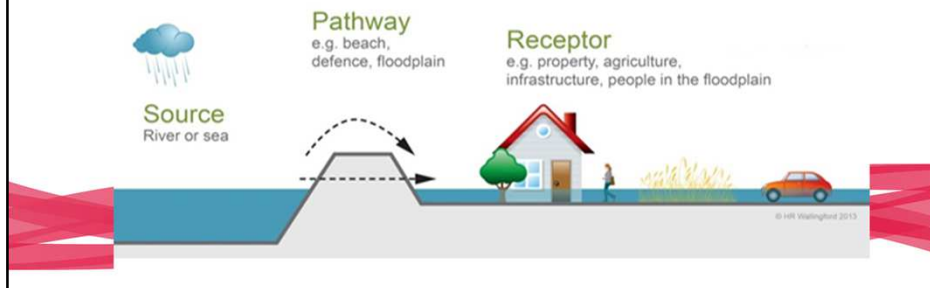 Source
River or sea
Pathway
e.g. beach,
defence, floodplain
Receptor
e.g. property, agriculture,
infrastructure, people in the floodplain
© HR Wallingford 2013